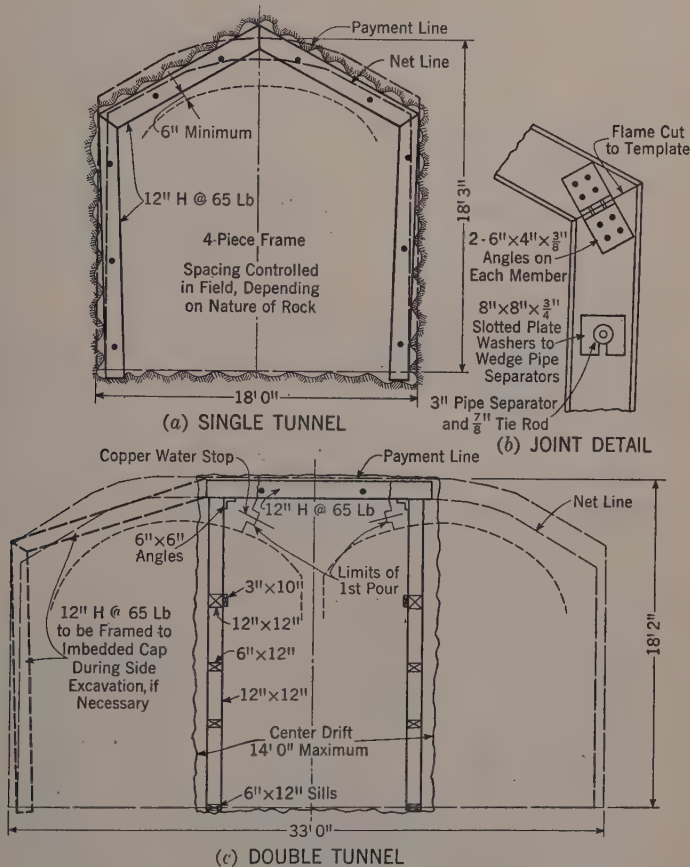 Payment Line
Net Line
6" Minimum
12" H @ 65 Lb
4-Piece Frame
Spacing Controlled
in Field, Depending
on Nature of Rock
18'3"
18'0"
(a) SINGLE TUNNEL
Flame Cut
to Template
2-6"×4"×3/8"
Angles on
Each Member
8"×8"×3/4"
Slotted Plate
Washers to
Wedge Pipe
Separators
3" Pipe Separator
and 7/8" Tie Rod
(b) JOINT DETAIL
Copper Water Stop
Payment Line
12" H @ 65 Lb
Net Line
6"×6"
Angles
Limits of
1st Pour
3"×10"
12"×12"
6"×12"
12"×12"
12" H @ 65 Lb
to be Framed to
Imbedded Cap
During Side
Excavation, if
Necessary
Center Drift
14'0" Maximum
6"×12" Sills
18'2"
33'0"
(c) DOUBLE TUNNEL